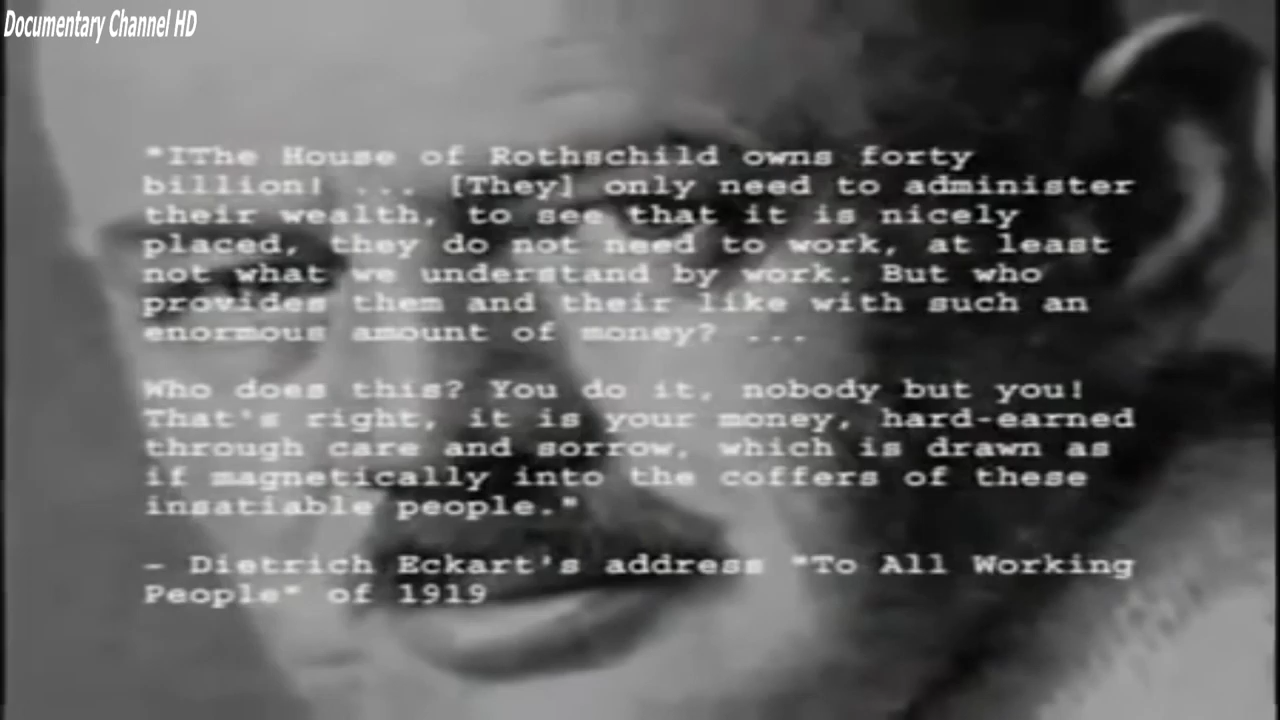 Documentary Channel HD
"IThe House of Rothschild owns forty
billion! ... [They] only need to administer
their wealth, to see that it is nicely
placed, they do not need to work, at least
not what we understand by work. But who
provides them and their like with such an
enormous amount of money? ...
Who does this? You do it, nobody but you!
That's right, it is your money, hard-earned
through care and sorrow, which is drawn as
if magnetically into the coffers of these
insatiable people."
- Dietrich Eckart's address "To All Working
People" of 1919